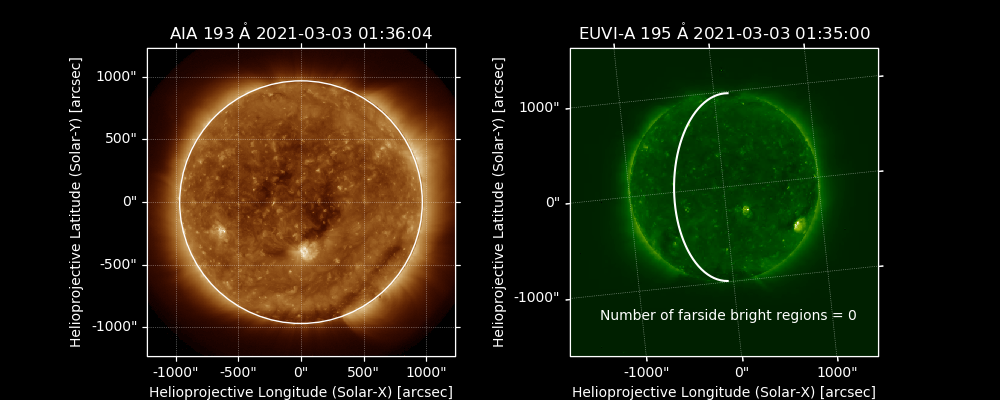 AIA 193 Å 2021-03-03 01:36:04
Helioprojective Latitude (Solar-Y) [arcsec]
1000"
500"
0"
-500"
-1000"
-1000" -500" 0" 500" 1000"
Helioprojective Longitude (Solar-X) [arcsec]
EUVI-A 195 Å 2021-03-03 01:35:00
Helioprojective Latitude (Solar-Y) [arcsec]
1000"
0"
-1000"
Number of farside bright regions = 0
-1000" 0" 1000"
Helioprojective Longitude (Solar-X) [arcsec]